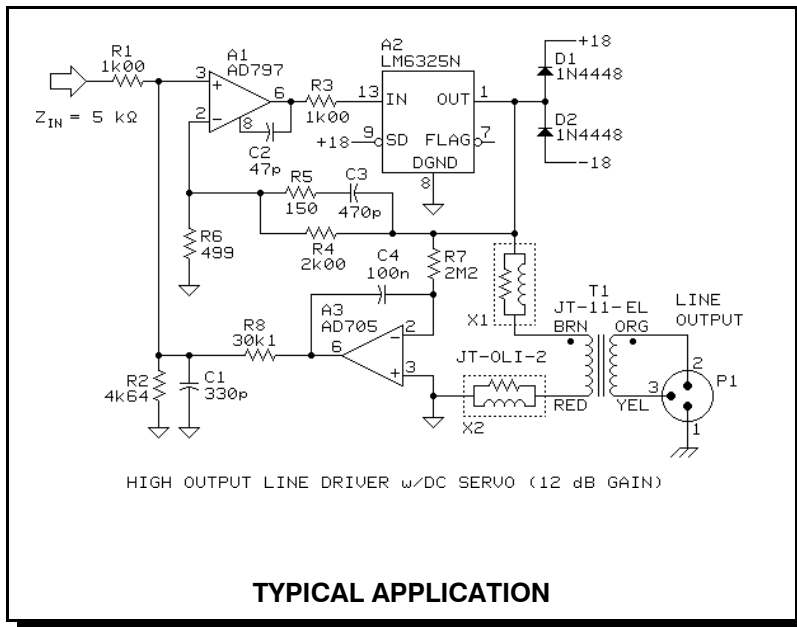 R1
1k00
Z IN = 5 kΩ
A1
AD797
3
+
2
−
6
8
C2
47p
R3
1k00
A2
LM6325N
13
IN
OUT
1
+18
9
SD
FLAG
7
DGND
8
+18
D1
1N4448
D2
1N4448
−18
R5
150
C3
470p
R6
499
R4
2k00
C4
100n
R7
2M2
X1
T1
JT-11-EL
BRN
ORG
LINE
OUTPUT
R8
30k1
A3
AD705
6
2
−
3
+
JT-OLI-2
RED
YEL
X2
2
3
P1
1
R2
4k64
C1
330p
HIGH OUTPUT LINE DRIVER w/DC SERVO (12 dB GAIN)
TYPICAL APPLICATION